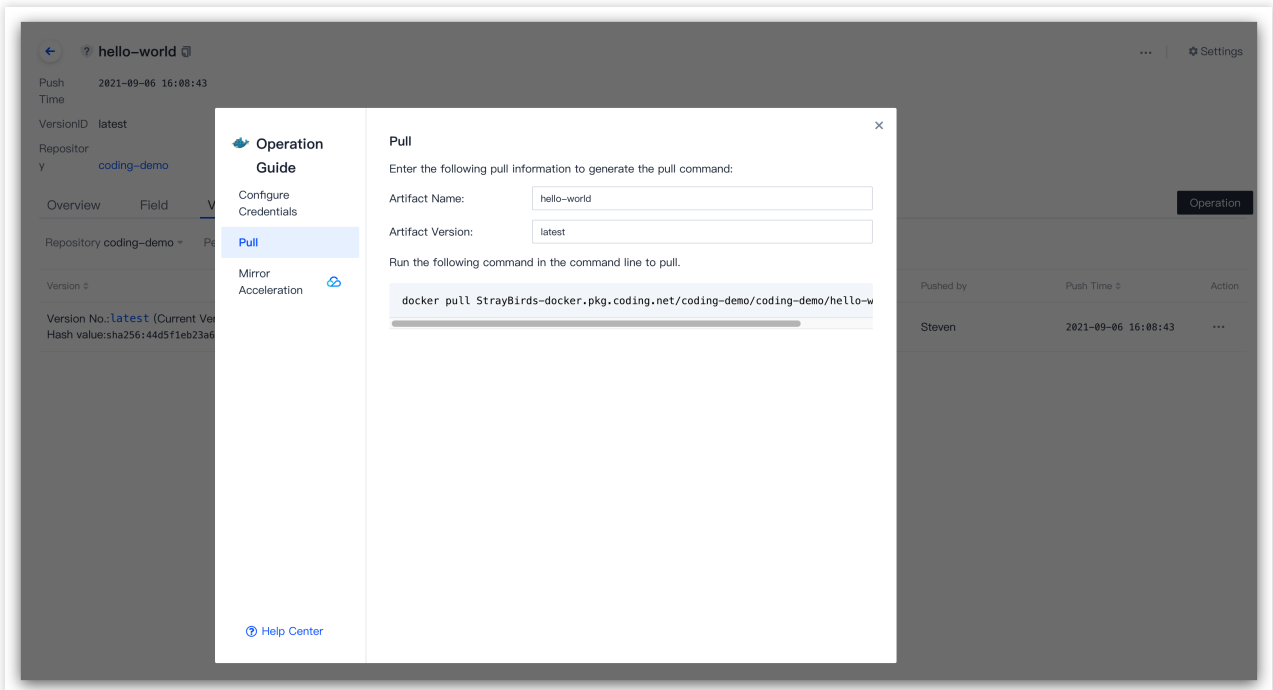 hello-world
Settings
Push Time
2021-09-06 16:08:43
VersionID
latest
Repository
coding-demo
Overview
Field
V
Operation
Repository coding-demo
Pe
Version
Pushed by
Push Time
Action
Version No.:latest (Current Ver
Hash value:sha256:44d5f1eb23a6
Steven
2021-09-06 16:08:43
Operation
Guide
Configure
Credentials
Pull
Mirror
Acceleration
Help Center
Pull
Enter the following pull information to generate the pull command:
Artifact Name:
hello-world
Artifact Version:
latest
Run the following command in the command line to pull.
docker pull StrayBirds-docker.pkg.coding.net/coding-demo/coding-demo/hello-w